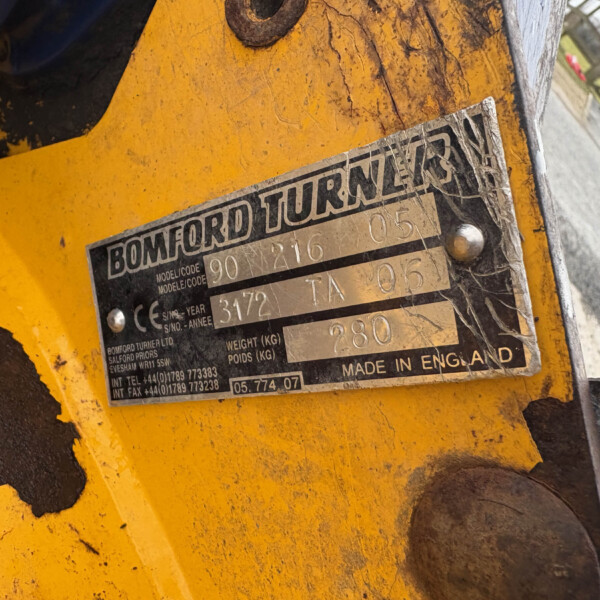 BOMFORD TURNER
MODEL/CODE
MODELE/CODE
90 216 05
S/NO.-YEAR
S/NO.-ANNEE
3172 TA 06
CE
WEIGHT (KG)
POIDS (KG)
280
BOMFORD TURNER LTD
SALFORD PRIORS
EVESHAM WR11 5SW
INT TEL +44(0)1789 773383
INT FAX +44(0)1789 773238
05.774.07
MADE IN ENGLAND